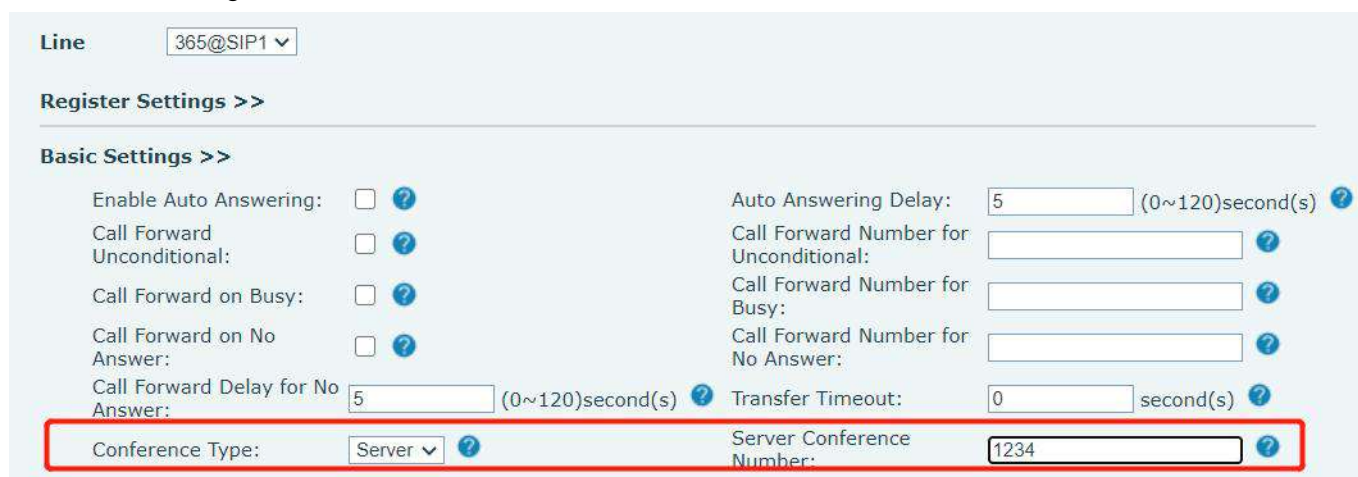 Line 365@SIP1
Register Settings >>
Basic Settings >>
Enable Auto Answering: Auto Answering Delay: 5 (0~120)second(s)
Call Forward Unconditional: Call Forward Number for Unconditional:
Call Forward on Busy: Call Forward Number for Busy:
Call Forward on No Answer: Call Forward Number for No Answer:
Call Forward Delay for No Answer: 5 (0~120)second(s) Transfer Timeout: 0 second(s)
Conference Type: Server Server Conference Number: 1234